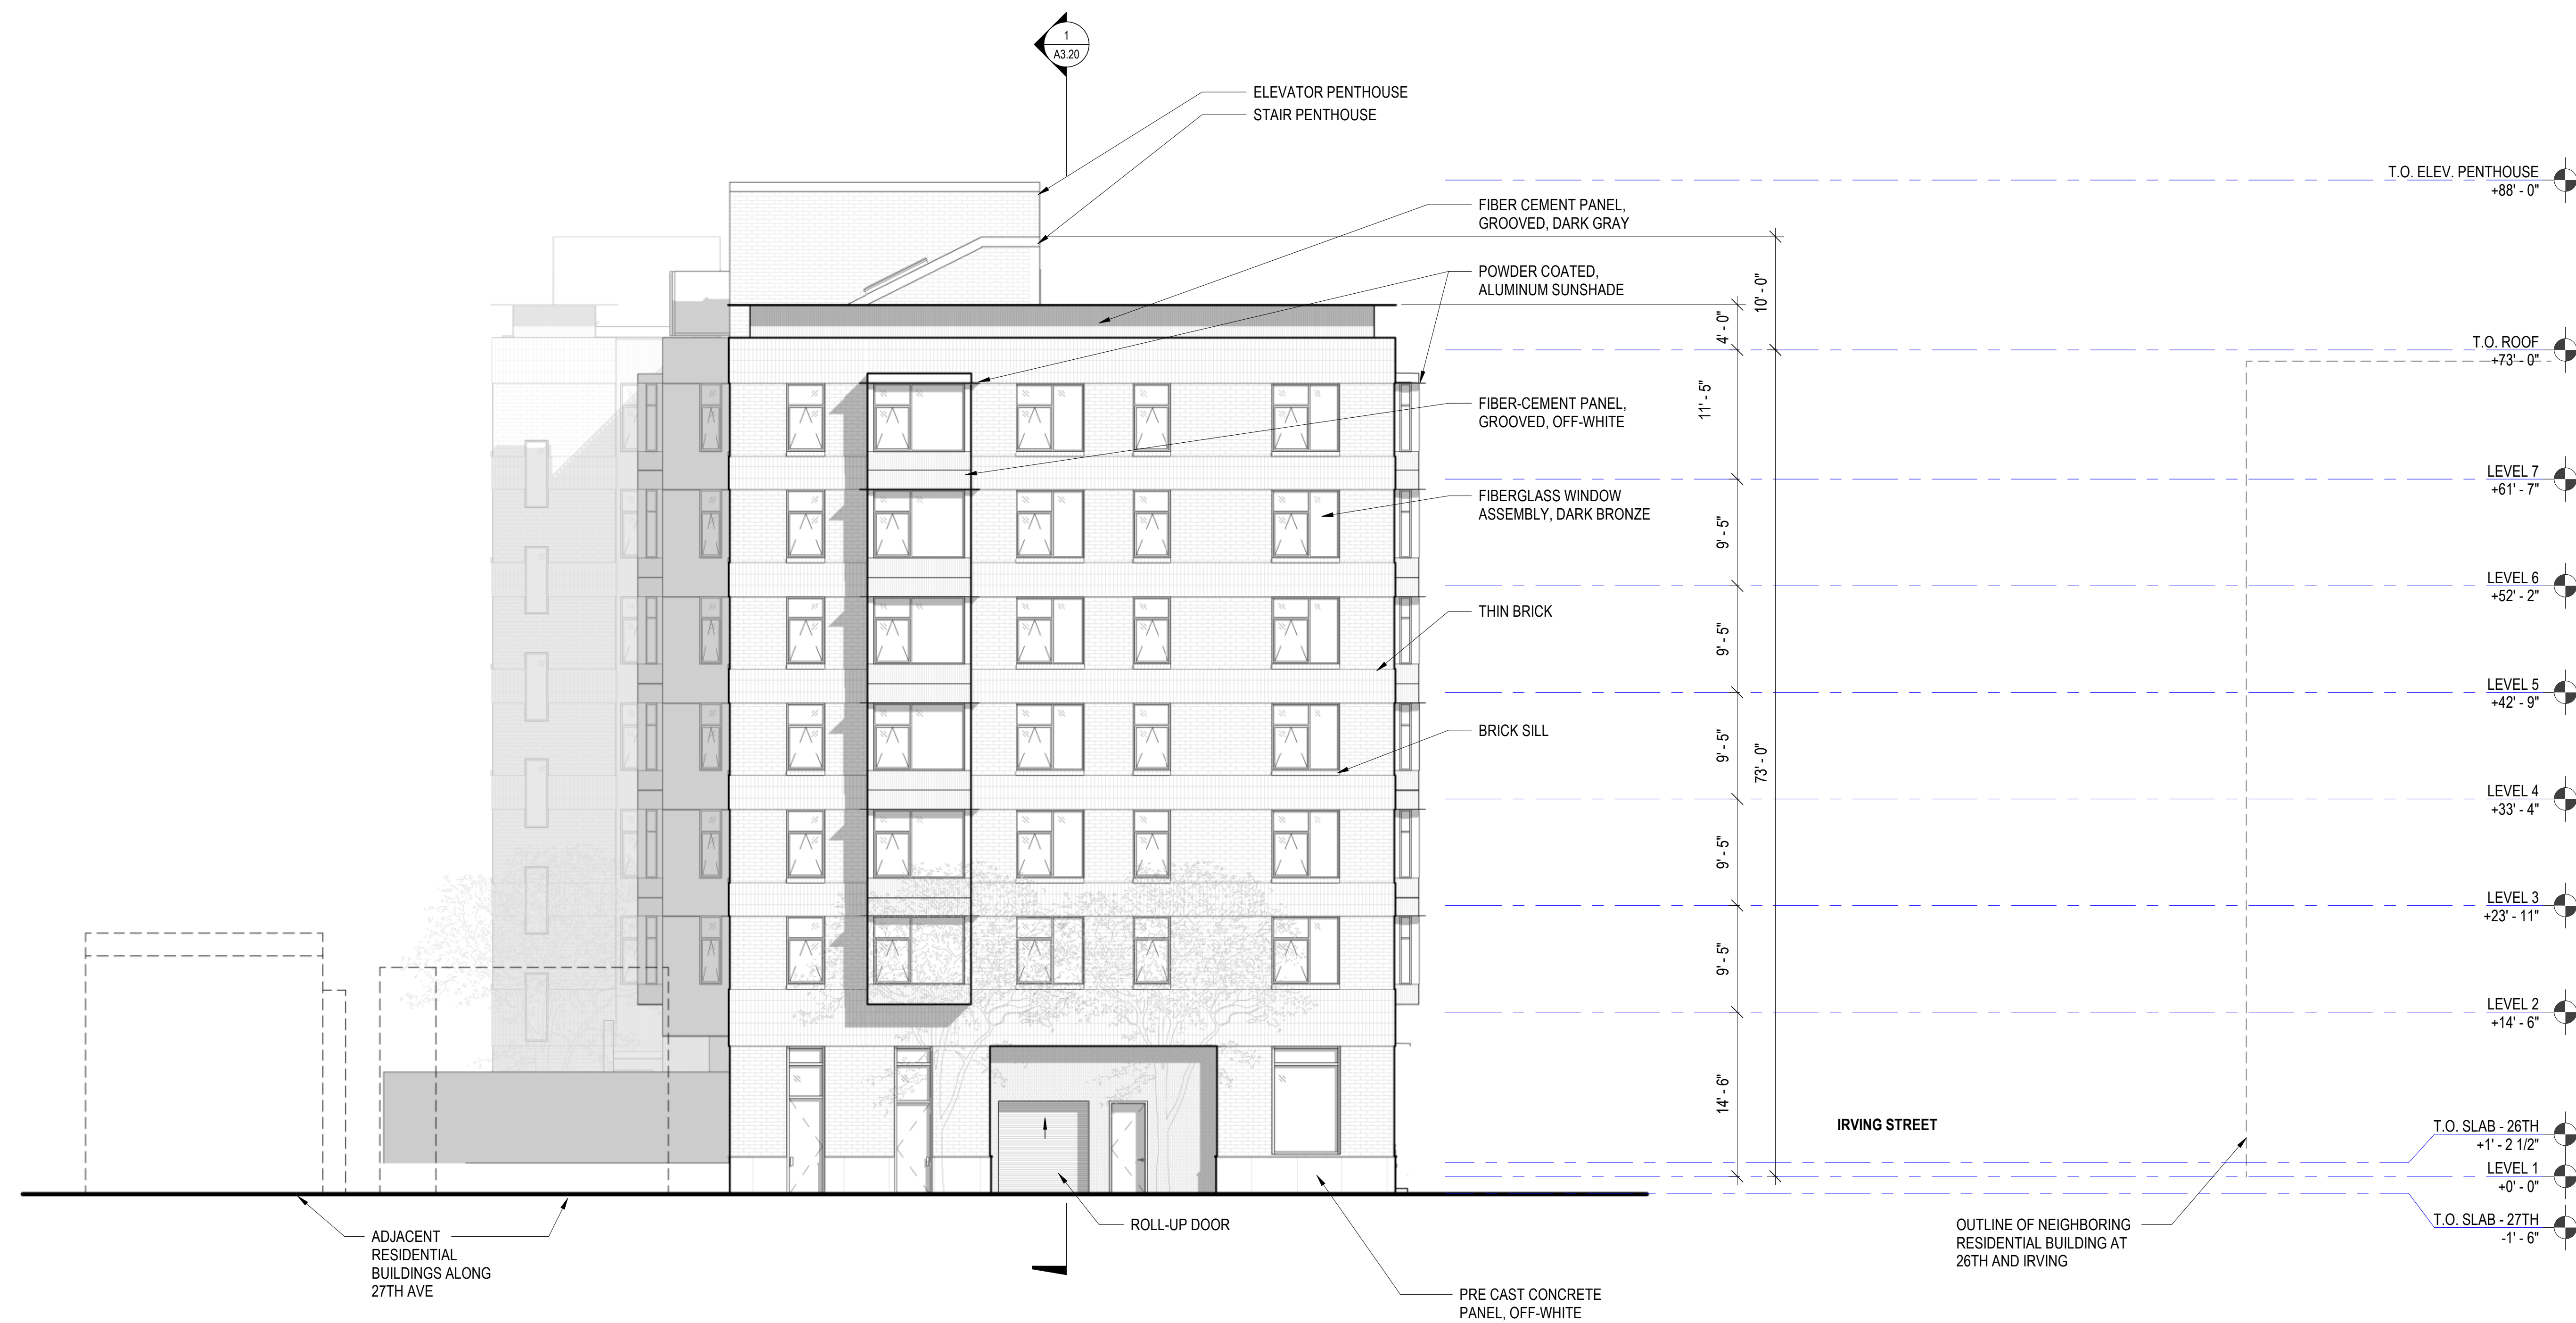 1
A3.20
ELEVATOR PENTHOUSE
STAIR PENTHOUSE
FIBER CEMENT PANEL,
GROOVED, DARK GRAY
POWDER COATED,
ALUMINUM SUNSHADE
FIBER-CEMENT PANEL,
GROOVED, OFF-WHITE
FIBERGLASS WINDOW
ASSEMBLY, DARK BRONZE
THIN BRICK
BRICK SILL
10' - 0"
4' - 0"
11' - 5"
9' - 5"
9' - 5"
9' - 5"
73' - 0"
9' - 5"
9' - 5"
14' - 6"
T.O. ELEV. PENTHOUSE
+88' - 0"
T.O. ROOF
+73' - 0"
LEVEL 7
+61' - 7"
LEVEL 6
+52' - 2"
LEVEL 5
+42' - 9"
LEVEL 4
+33' - 4"
LEVEL 3
+23' - 11"
LEVEL 2
+14' - 6"
T.O. SLAB - 26TH
+1' - 2 1/2"
LEVEL 1
+0' - 0"
T.O. SLAB - 27TH
-1' - 6"
IRVING STREET
ADJACENT
RESIDENTIAL
BUILDINGS ALONG
27TH AVE
ROLL-UP DOOR
PRE CAST CONCRETE
PANEL, OFF-WHITE
OUTLINE OF NEIGHBORING
RESIDENTIAL BUILDING AT
26TH AND IRVING